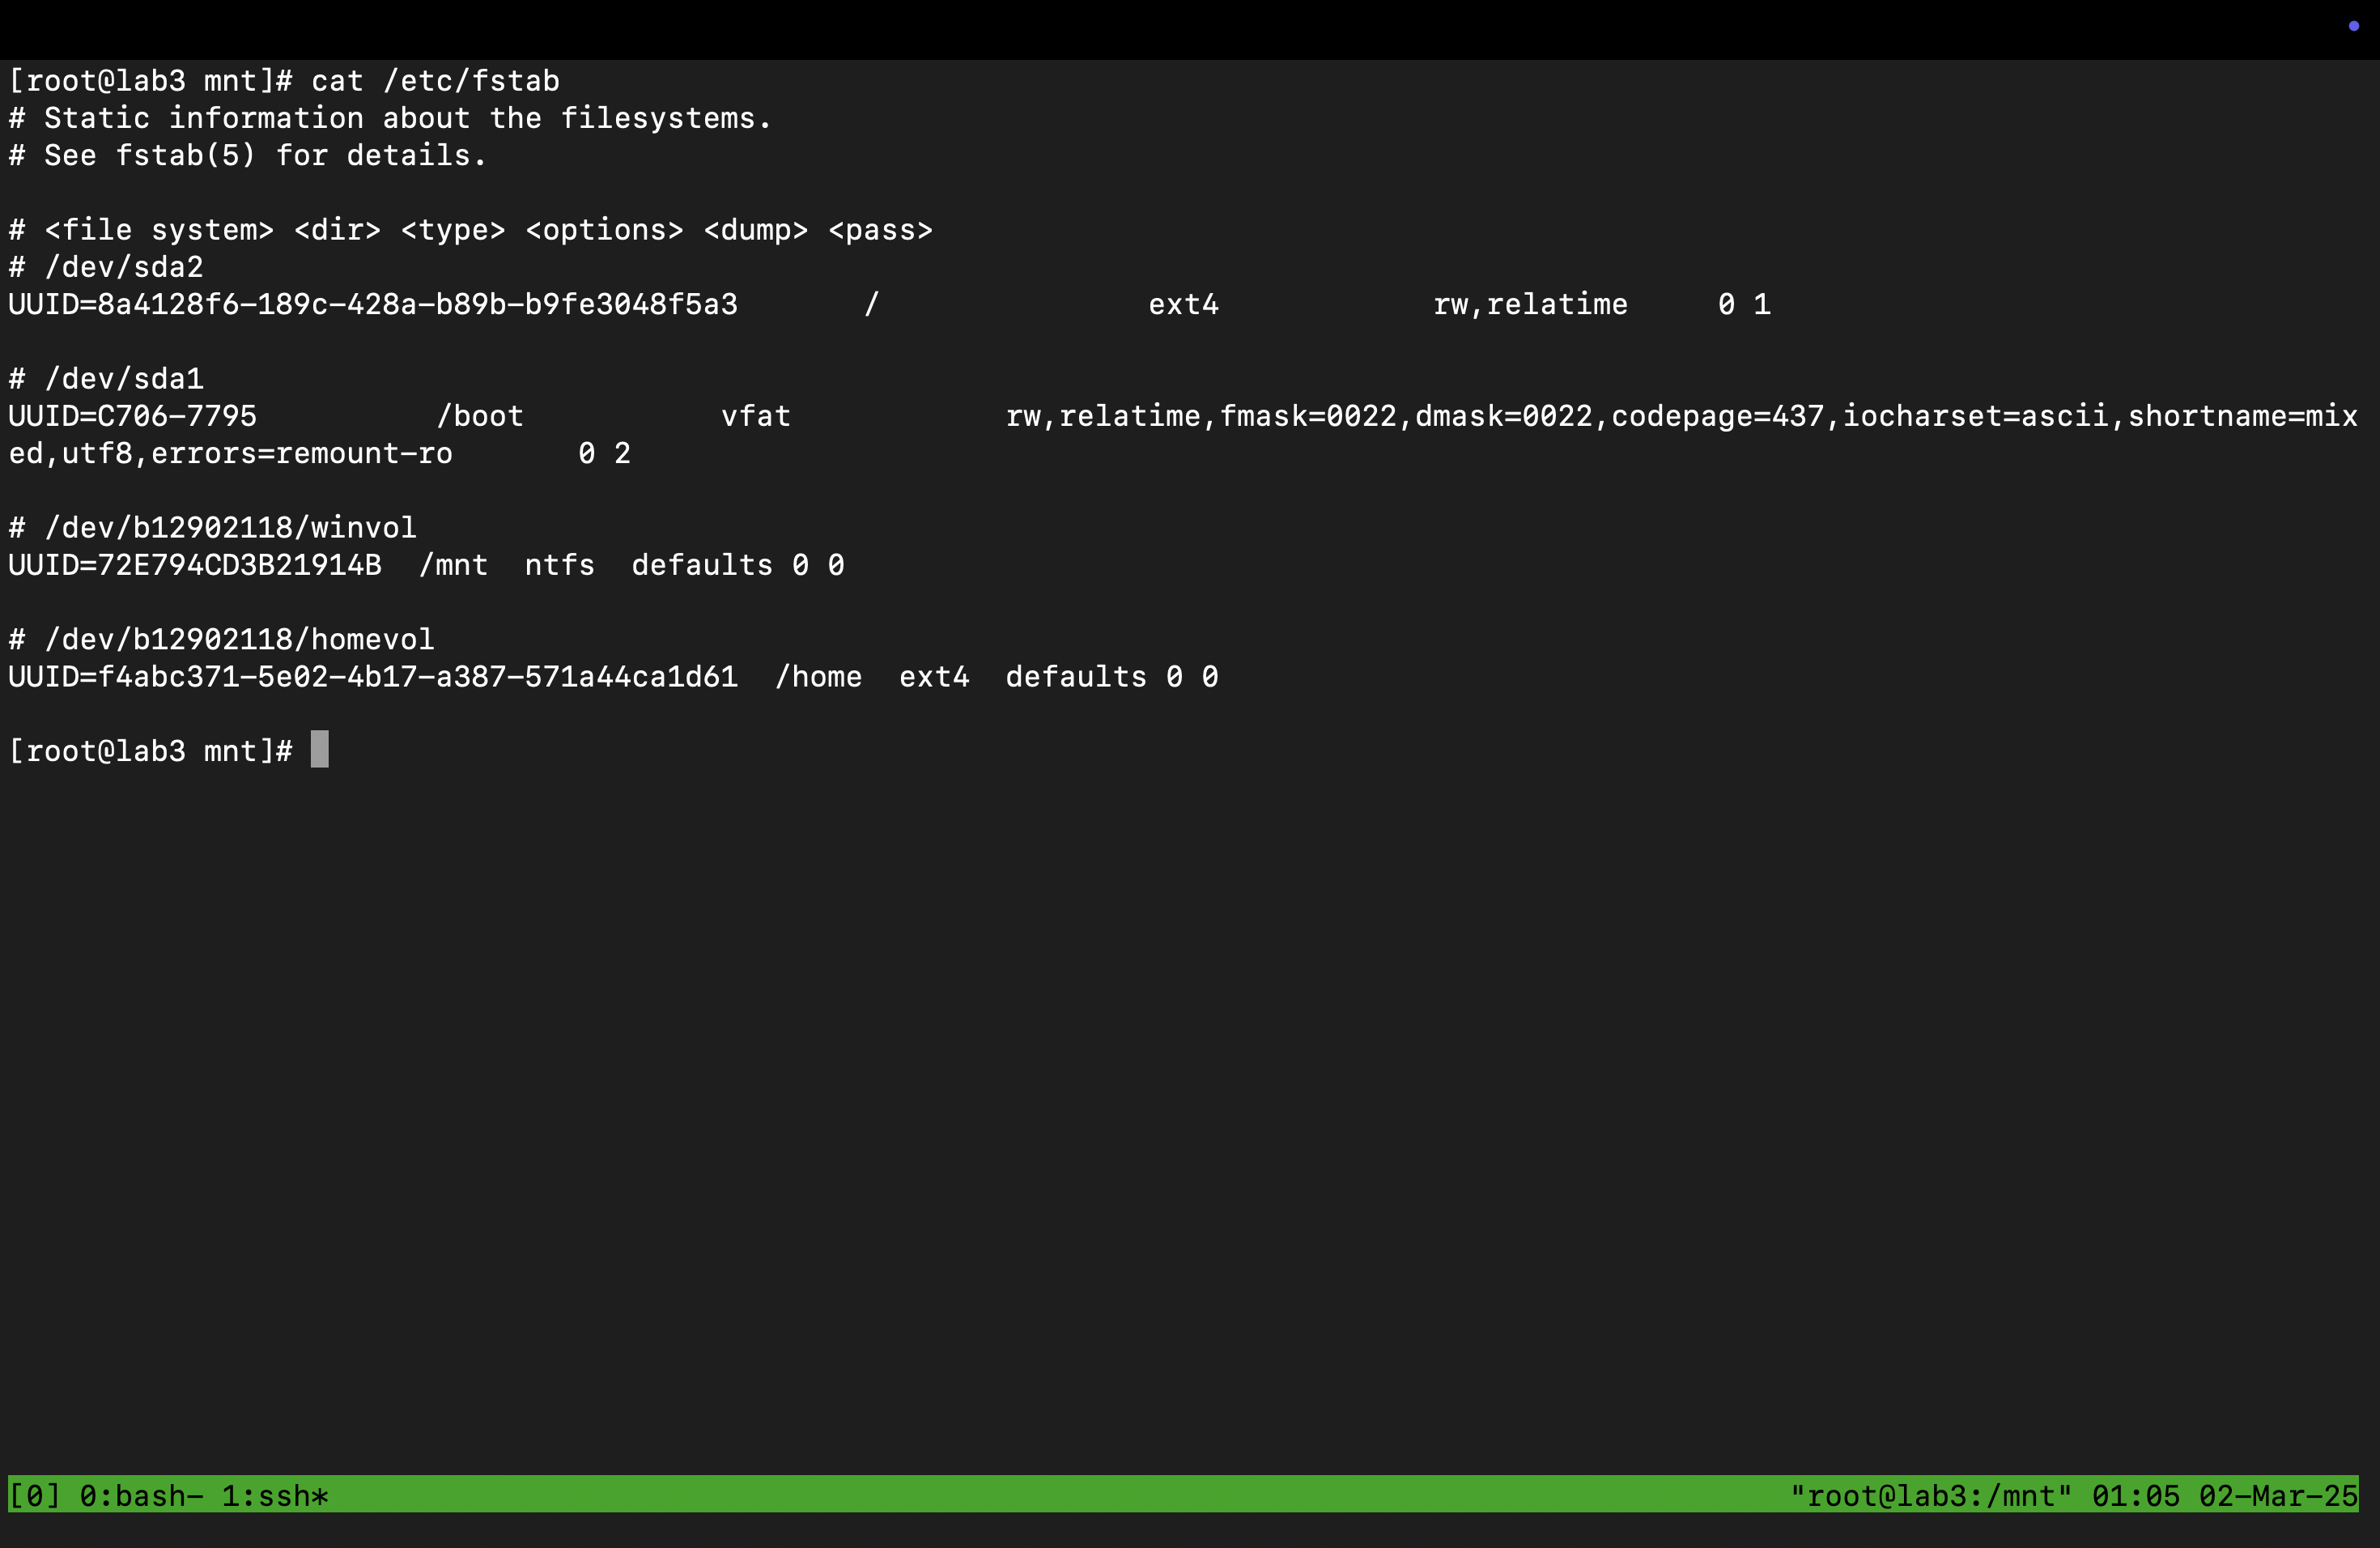 [root@lab3 mnt]# cat /etc/fstab
# Static information about the filesystems.
# See fstab(5) for details.
# <file system> <dir> <type> <options> <dump> <pass>
# /dev/sda2
UUID=8a4128f6-189c-428a-b89b-b9fe3048f5a3       /               ext4            rw,relatime     0 1
# /dev/sda1
UUID=C706-7795          /boot           vfat            rw,relatime,fmask=0022,dmask=0022,codepage=437,iocharset=ascii,shortname=mix
ed,utf8,errors=remount-ro       0 2
# /dev/b12902118/winvol
UUID=72E794CD3B21914B  /mnt  ntfs  defaults 0 0
# /dev/b12902118/homevol
UUID=f4abc371-5e02-4b17-a387-571a44ca1d61  /home  ext4  defaults 0 0
[root@lab3 mnt]#
[0] 0:bash- 1:ssh* "root@lab3:/mnt" 01:05 02-Mar-25